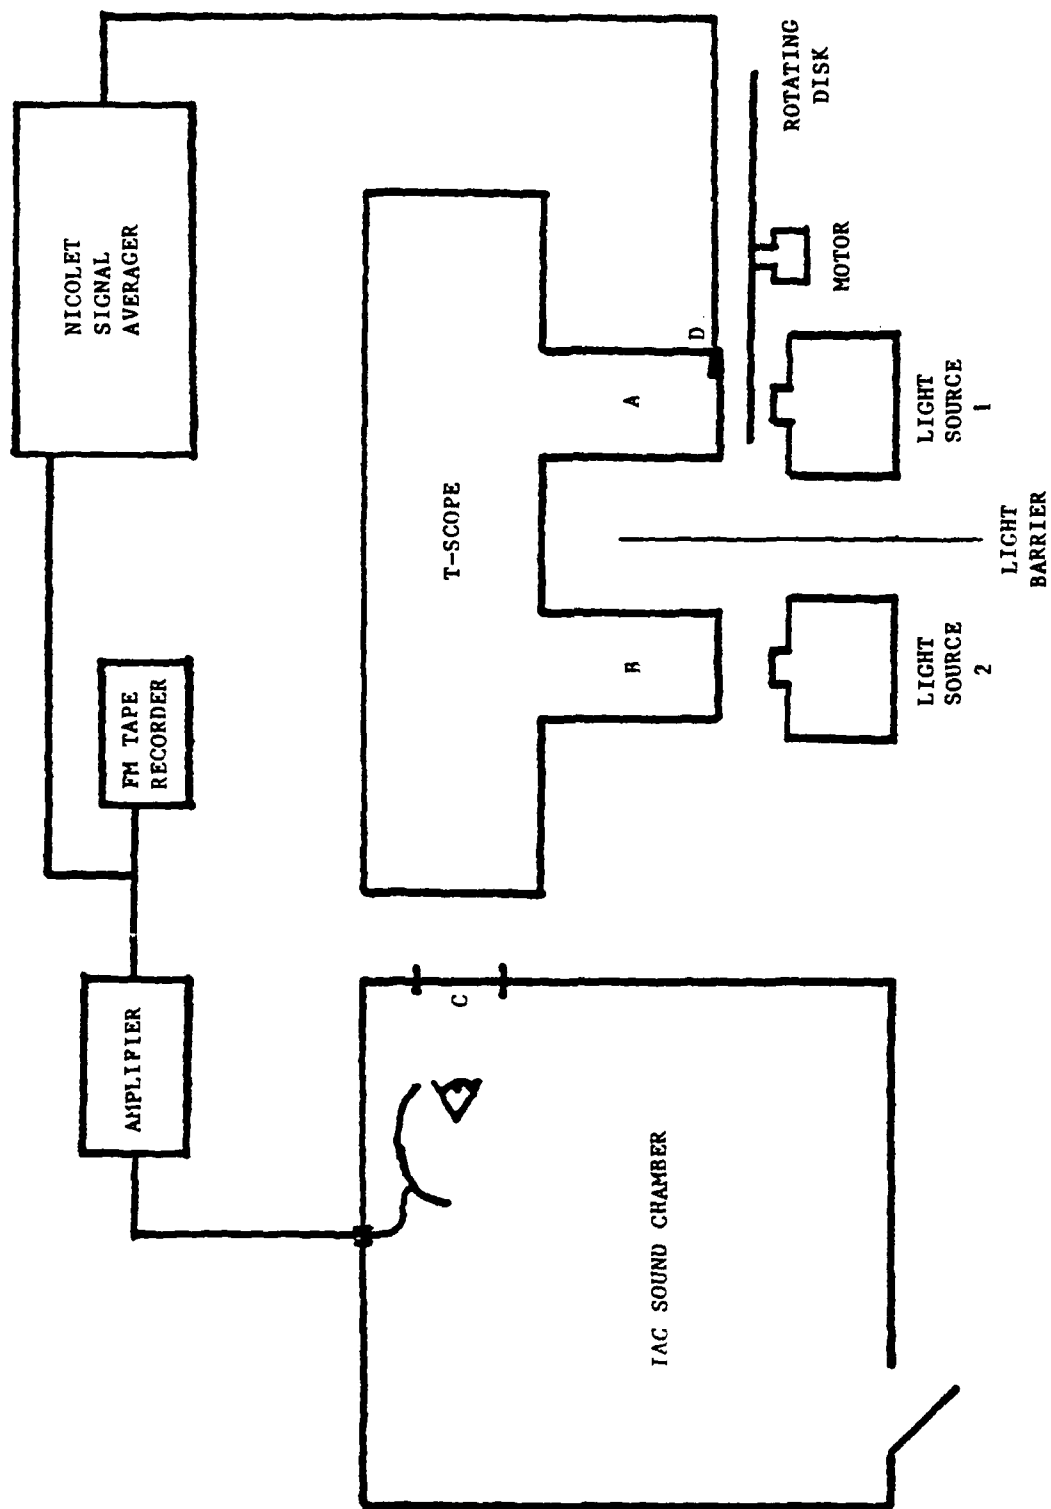 NICOLET
SIGNAL
AVERAGER
FM TAPE
RECORDER
AMPLIFIER
T-SCOPE
A
B
C
D
ROTATING
DISK
MOTOR
LIGHT
SOURCE
1
LIGHT
BARRIER
LIGHT
SOURCE
2
IAC SOUND CHAMBER